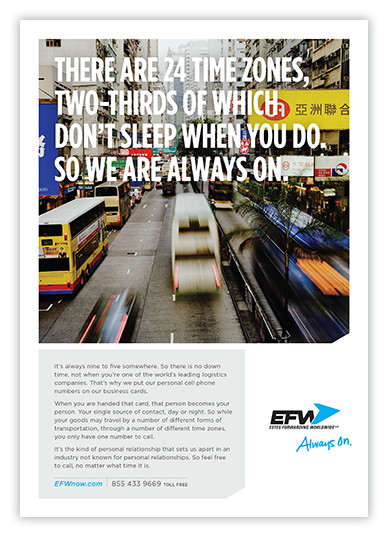 THERE ARE 24 TIME ZONES,
TWO-THIRDS OF WHICH
DON'T SLEEP WHEN YOU DO.
SO WE ARE ALWAYS ON.
亞洲聯合
It's always nine to five somewhere. So there is no down
time, not when you're one of the world's leading logistics
companies. That's why we put our personal cell phone
numbers on our business cards.
When you are handed that card, that person becomes your
person. Your single source of contact, day or night. So while
your goods may travel by a number of different forms of
transportation, through a number of different time zones,
you only have one number to call.
It's the kind of personal relationship that sets us apart in an
industry not known for personal relationships. So feel free
to call, no matter what time it is.
EFWnow.com | 855 433 9669 TOLL FREE
EFW
ESTES FORWARDING WORLDWIDE LLC
Always On.